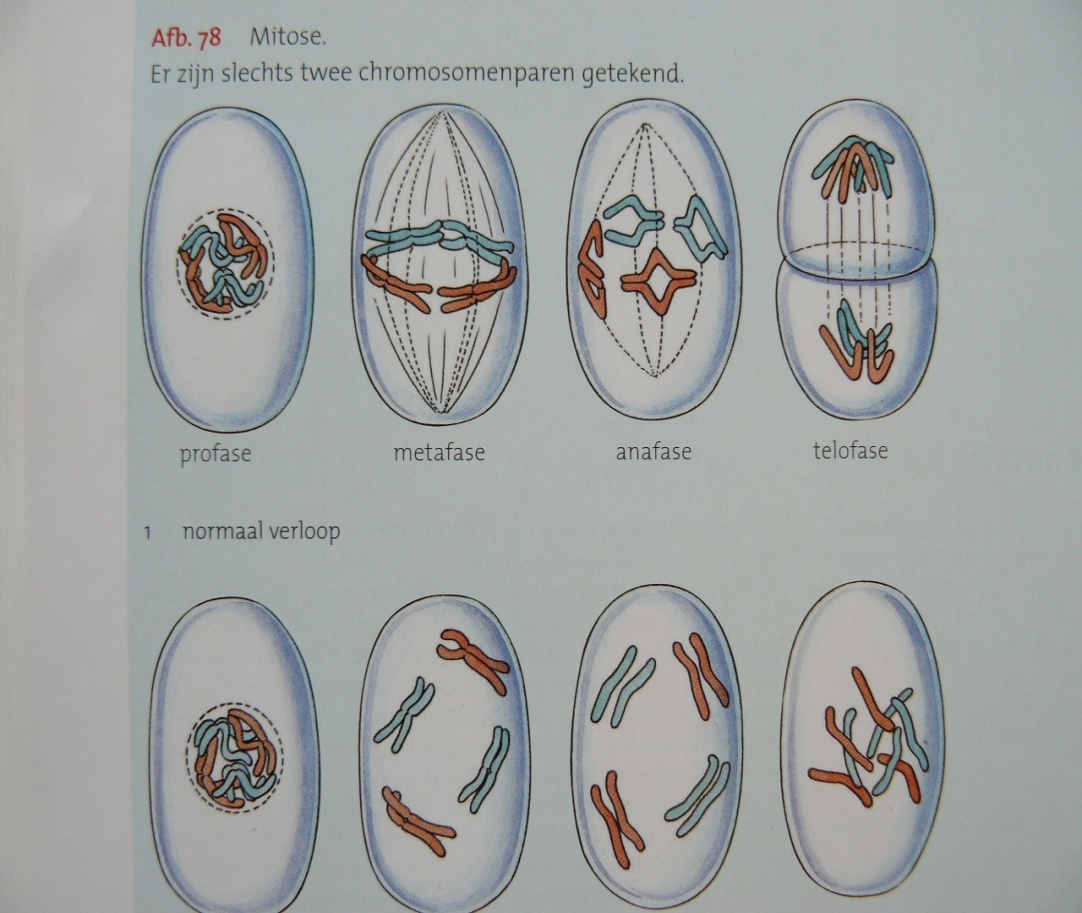 Afb. 78 Mitose.
Er zijn slechts twee chromosomenparen getekend.
profase metafase anafase telofase
1 normaal verloop